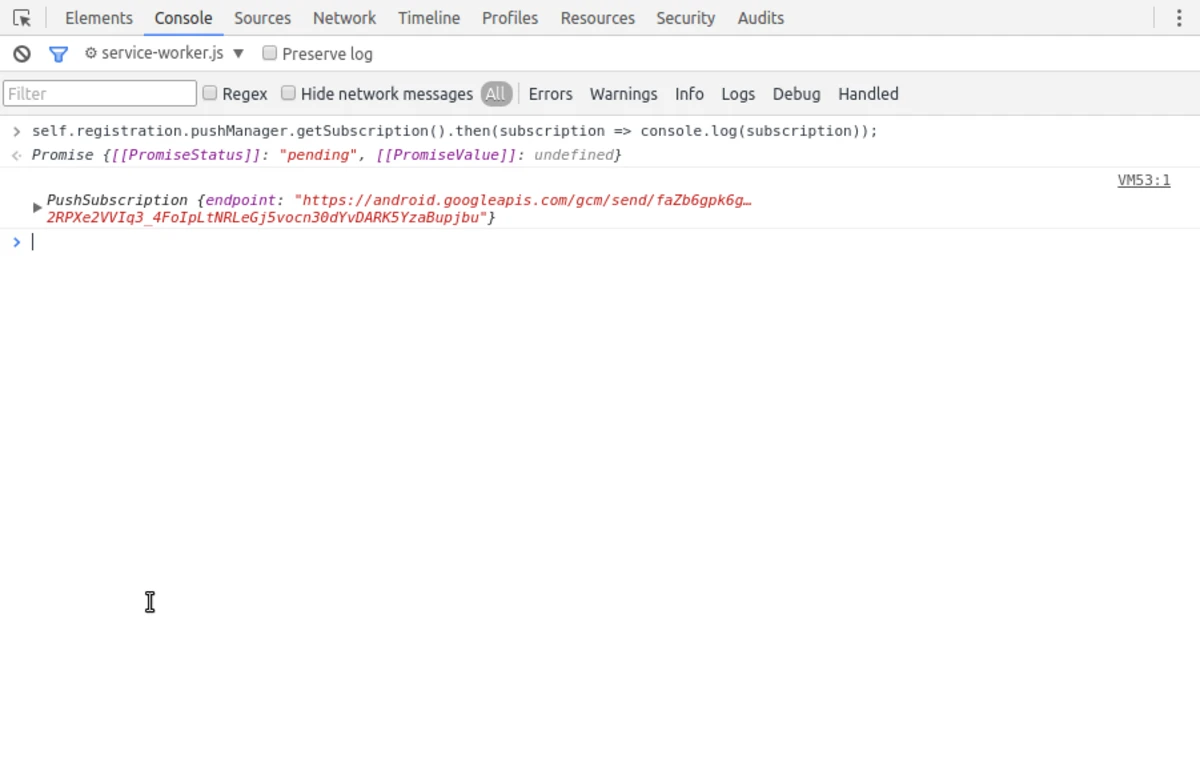 Elements Console Sources Network Timeline Profiles Resources Security Audits
service-worker.js Preserve log
Filter Regex Hide network messages All Errors Warnings Info Logs Debug Handled
self.registration.pushManager.getSubscription().then(subscription => console.log(subscription));
Promise {[[PromiseStatus]]: "pending", [[PromiseValue]]: undefined}
VM53:1
PushSubscription {endpoint: "https://android.googleapis.com/gcm/send/faZb6gpk6g…
2RPXe2VVIq3_4FoIpLtNRLeGj5vocn30dYvDARK5YzaBupjbu"}